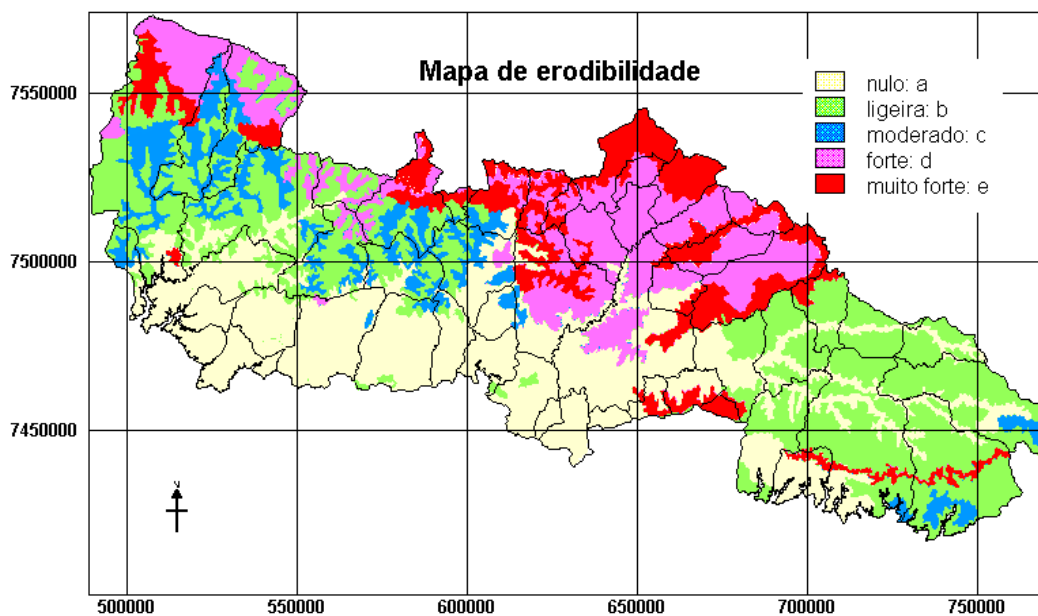 Mapa de erodibilidade
nulo: a
ligeira: b
moderado: c
forte: d
muito forte: e
7550000
7500000
7450000
N
500000 550000 600000 650000 700000 750000